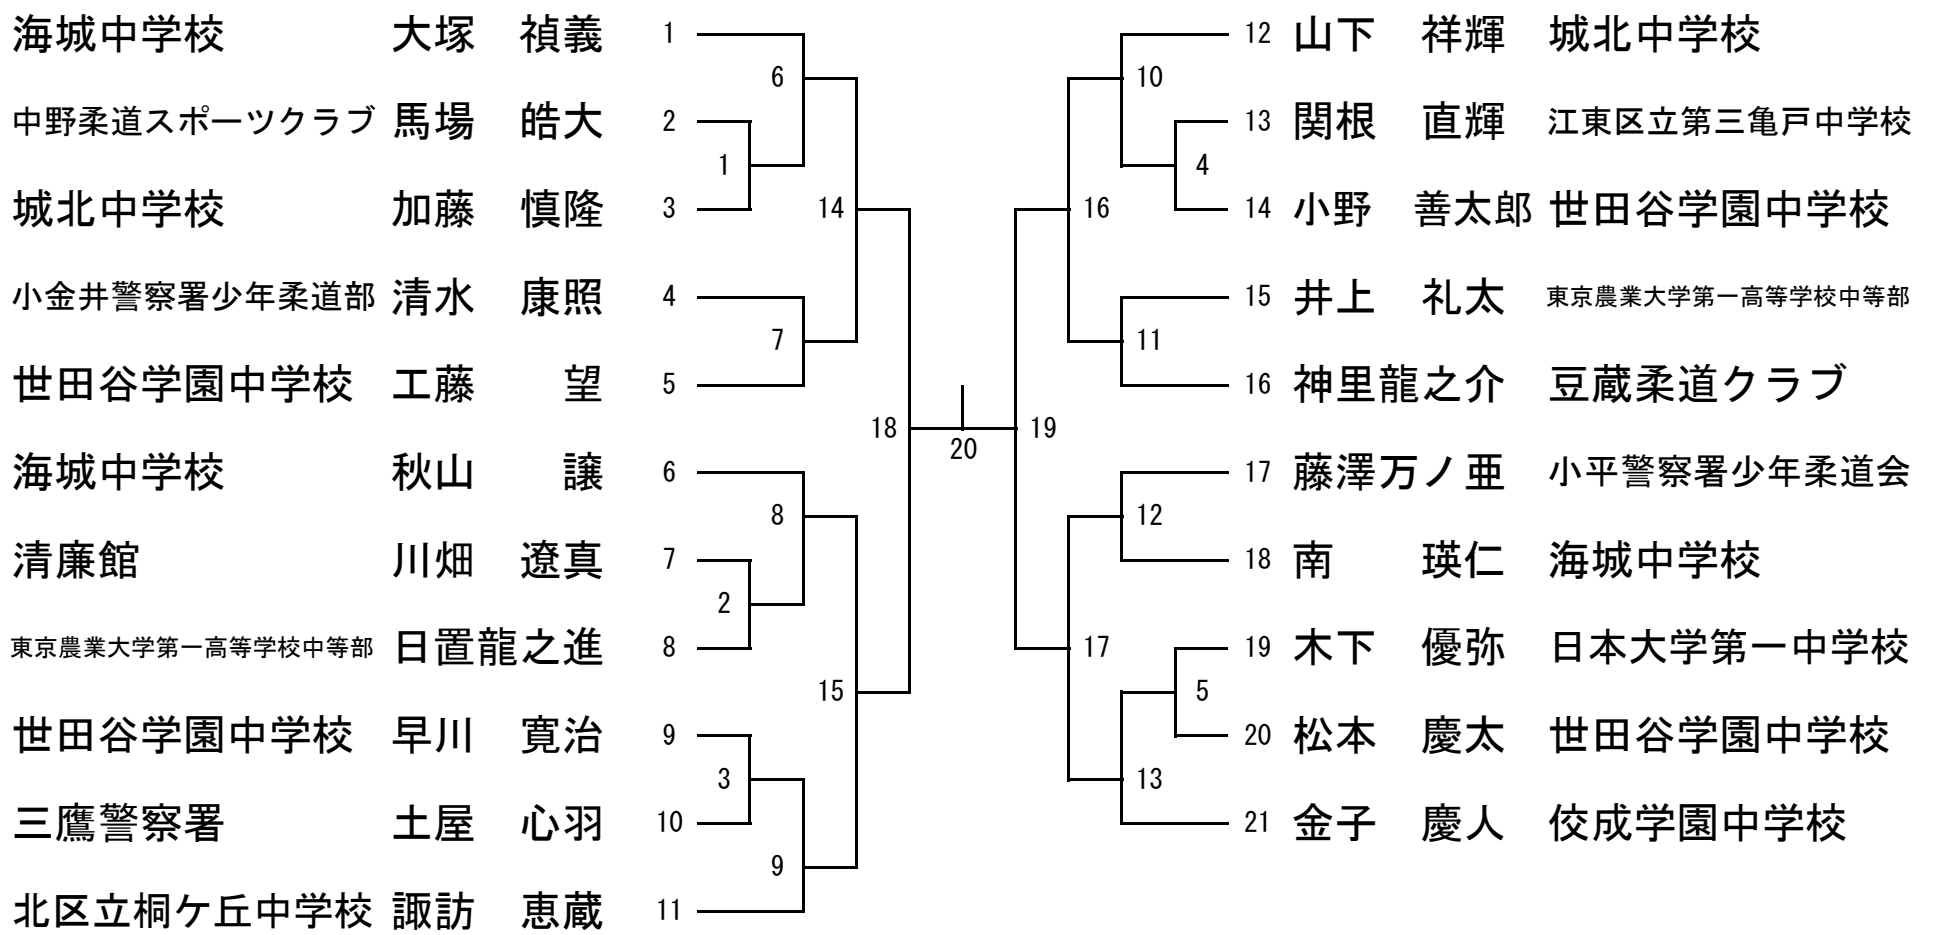 海城中学校 大塚 禎義 1
中野柔道スポーツクラブ 馬場 皓大 2
城北中学校 加藤 慎隆 3
小金井警察署少年柔道部 清水 康照 4
世田谷学園中学校 工藤 望 5
海城中学校 秋山 譲 6
清廉館 川畑 遼真 7
東京農業大学第一高等学校中等部 日置龍之進 8
世田谷学園中学校 早川 寛治 9
三鷹警察署 土屋 心羽 10
北区立桐ケ丘中学校 諏訪 恵蔵 11
6
1
14
7
18
8
2
15
3
9
20
10
4
16
11
19
12
17
5
13
12 山下 祥輝 城北中学校
13 関根 直輝 江東区立第三亀戸中学校
14 小野 善太郎 世田谷学園中学校
15 井上 礼太 東京農業大学第一高等学校中等部
16 神里龍之介 豆蔵柔道クラブ
17 藤澤万ノ亜 小平警察署少年柔道会
18 南 瑛仁 海城中学校
19 木下 優弥 日本大学第一中学校
20 松本 慶太 世田谷学園中学校
21 金子 慶人 佼成学園中学校